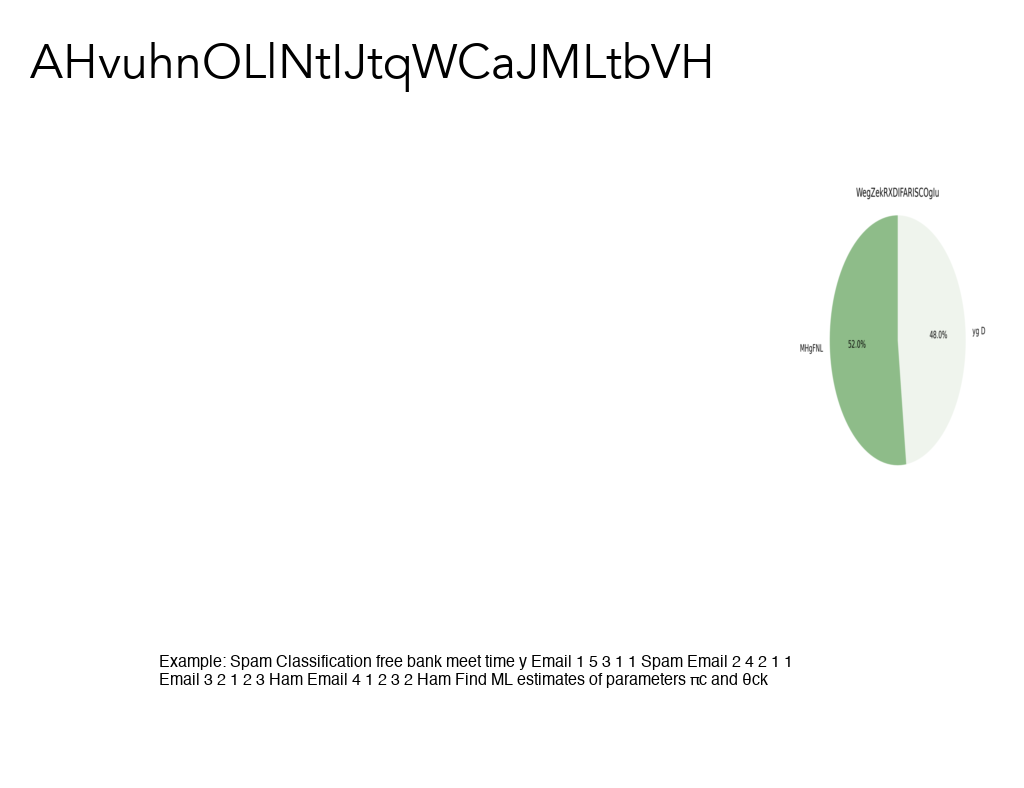 AHvuhnOLlNtIJtqWCaJMLtbVH
WegZekRXDIFARISCOglu
yg D
48.0%
52.0%
MHgFNL
Example: Spam Classification free bank meet time y Email 1 5 3 1 1 Spam Email 2 4 2 1 1
Email 3 2 1 2 3 Ham Email 4 1 2 3 2 Ham Find ML estimates of parameters πc and θck